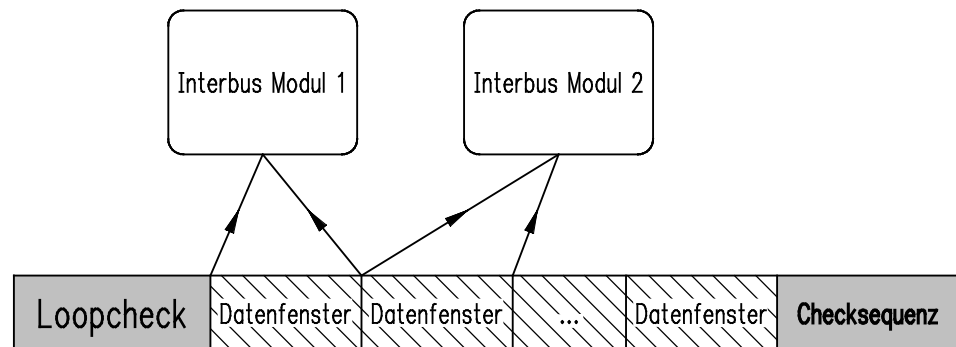 Interbus Modul 1
Interbus Modul 2
Loopcheck
Datenfenster
Datenfenster
...
Datenfenster
Checksequenz